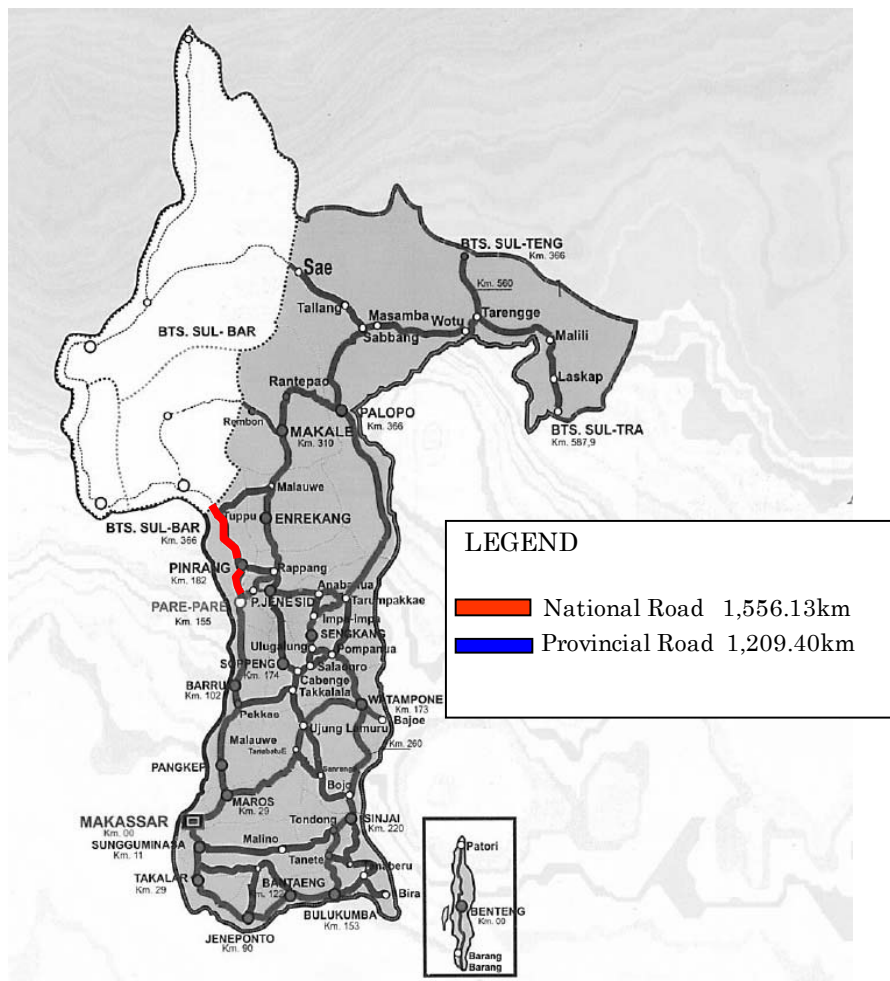 BTS. SUL-TENG
Km. 366
Sae
Km. 560
Tallang
Masamba
Wotu
Tarengge
Sabbang
Malili
BTS. SUL- BAR
Laskap
Rantepao
PALOPO
Km. 366
Rembon
MAKALE
Km. 310
BTS. SUL-TRA
Km. 587,9
Malauwe
Tuppu
ENREKANG
BTS. SUL-BAR
Km. 366
LEGEND
PINRANG
Km. 182
Rappang
National Road 1,556.13km
Provincial Road 1,209.40km
PARE-PARE
Km. 155
P.JENE SID
Tarumpakkae
Impa-Impa
SENGKANG
Ulugalung
Pompanua
SOPPENG
Km. 174
Salaonro
Cabenge
Takkalala
BARRU
Km. 102
WATAMPONE
Km. 173
Pekkae
Bajoe
Ujung Lamuru
Malauwe
Km. 260
PANGKEP
Bojo
MAROS
Km. 29
MAKASSAR
Km. 00
Tondong
SINJAI
Km. 220
SUNGGUMINASA
Km. 11
Malino
Patori
Tanete
TAKALAR
Km. 29
BANTAENG
Km. 122
Bira
BULUKUMBA
Km. 153
JENEPONTO
Km. 90
BENTENG
Km. 00
Barang
Barang